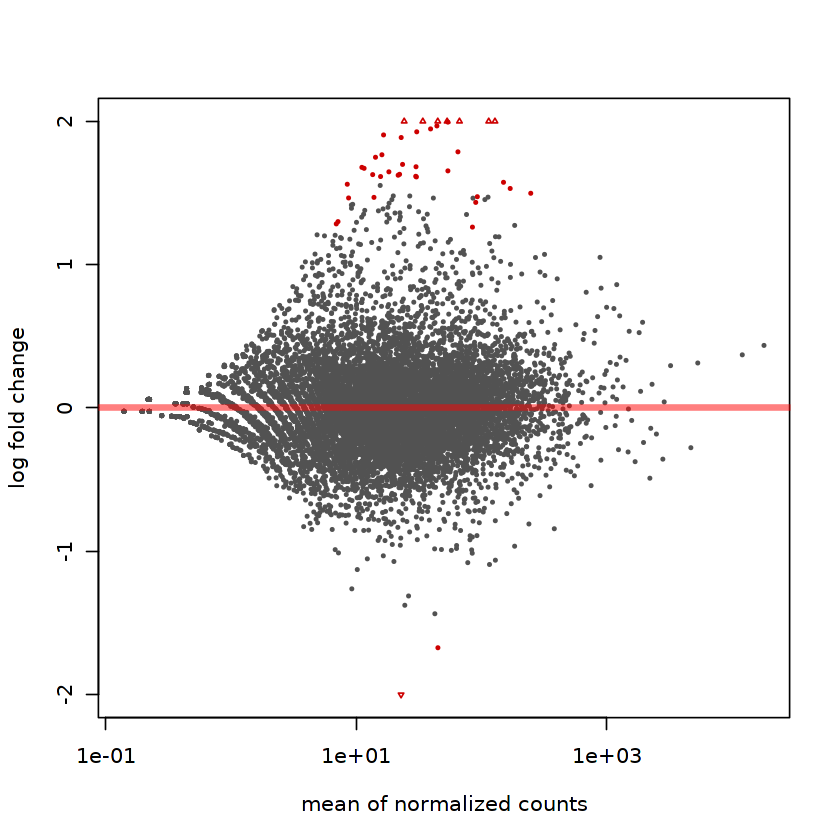 2
1
0
-1
-2
log fold change
1e-01
1e+01
1e+03
mean of normalized counts